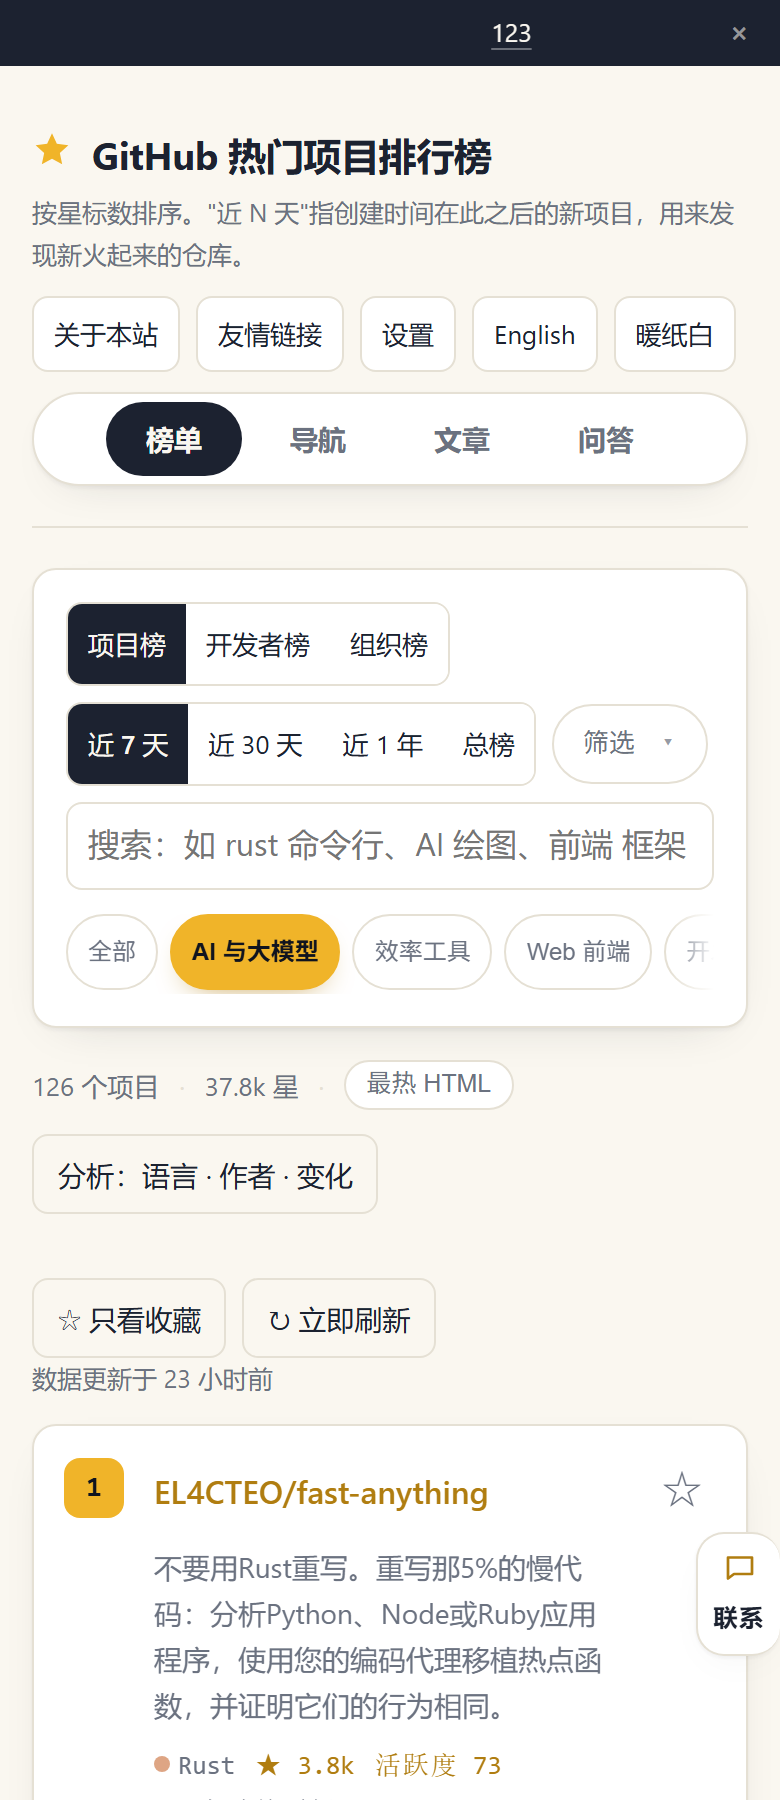 123
×
GitHub 热门项目排行榜
按星标数排序。"近 N 天"指创建时间在此之后的新项目，用来发
现新火起来的仓库。
关于本站 友情链接 设置 English 暖纸白
榜单 导航 文章 问答
项目榜 开发者榜 组织榜
近 7 天 近 30 天 近 1 年 总榜 筛选 ▾
搜索：如 rust 命令行、AI 绘图、前端 框架
全部 AI 与大模型 效率工具 Web 前端 开
126 个项目 · 37.8k 星 · 最热 HTML
分析：语言 · 作者 · 变化
☆ 只看收藏 ↻ 立即刷新
数据更新于 23 小时前
1 EL4CTEO/fast-anything ☆
不要用Rust重写。重写那5%的慢代
码：分析Python、Node或Ruby应用
程序，使用您的编码代理移植热点函
数，并证明它们的行为相同。
联系
Rust ★ 3.8k 活跃度 73